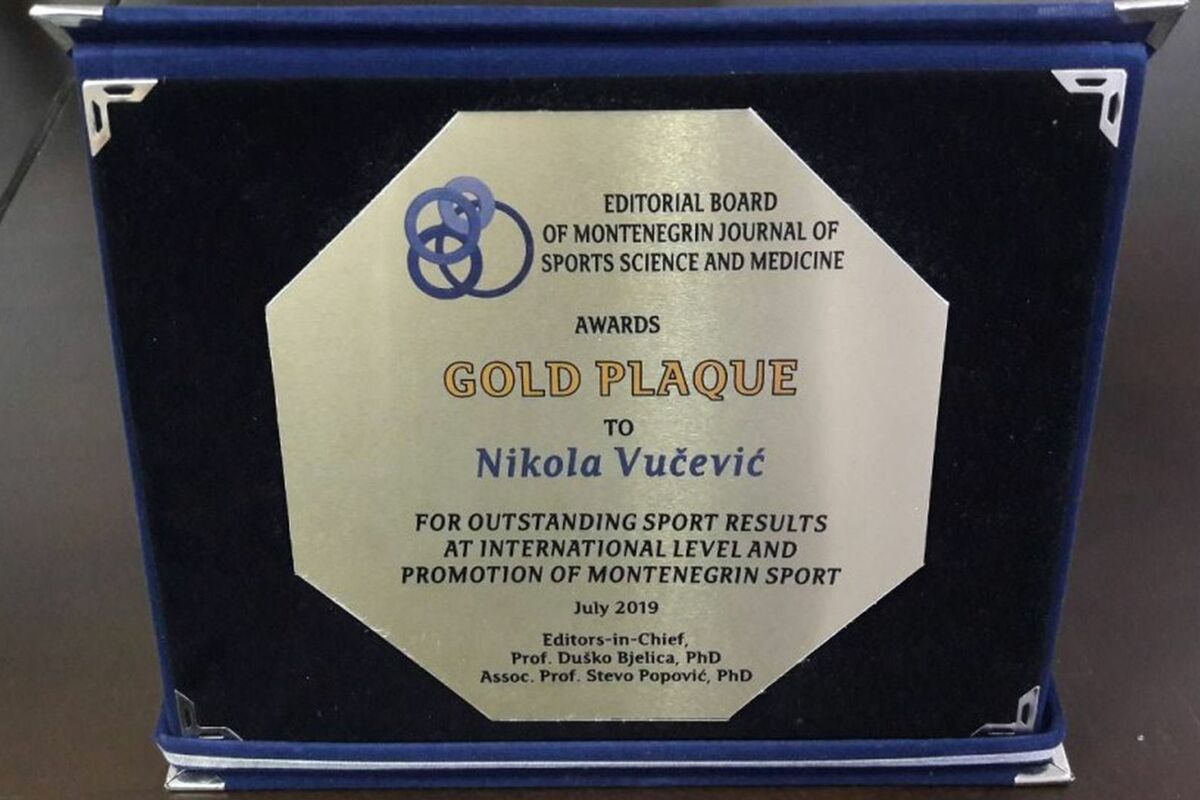 EDITORIAL BOARD
OF MONTENEGRIN JOURNAL OF
SPORTS SCIENCE AND MEDICINE
AWARDS
GOLD PLAQUE
TO
Nikola Vučević
FOR OUTSTANDING SPORT RESULTS
AT INTERNATIONAL LEVEL AND
PROMOTION OF MONTENEGRIN SPORT
July 2019
Editors-in-Chief,
Prof. Duško Bjelica, PhD
Assoc. Prof. Stevo Popović, PhD